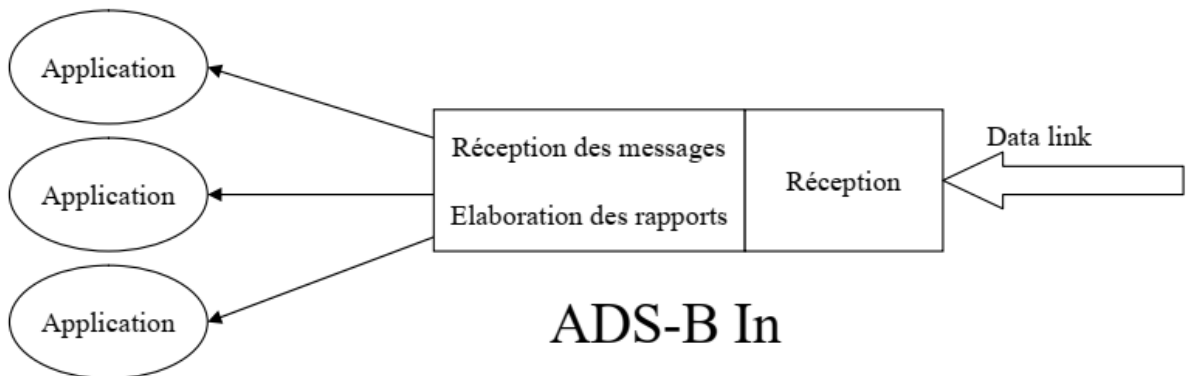 Application
Data link
Réception des messages
Réception
Application
Elaboration des rapports
Application
ADS-B In